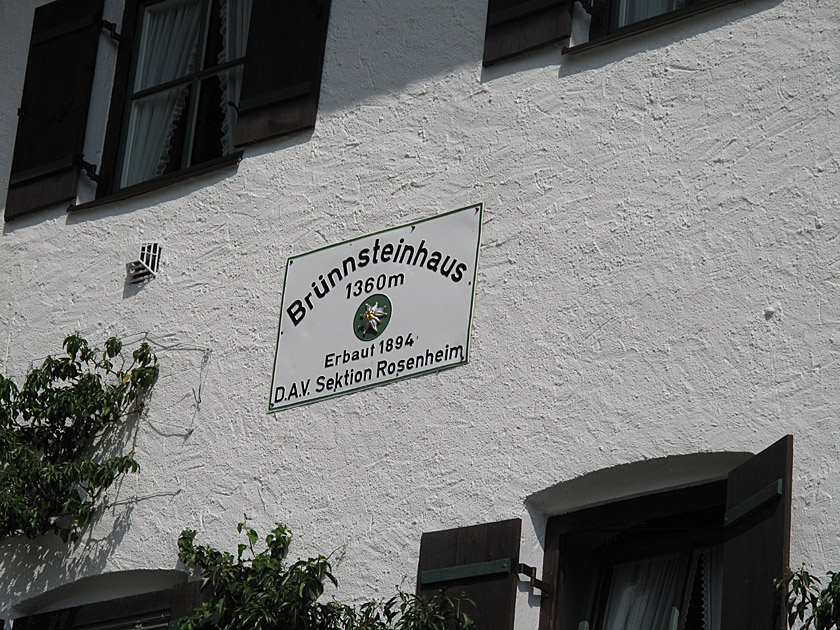 Brünnsteinhaus
1360m
Erbaut 1894
D.A.V. Sektion Rosenheim